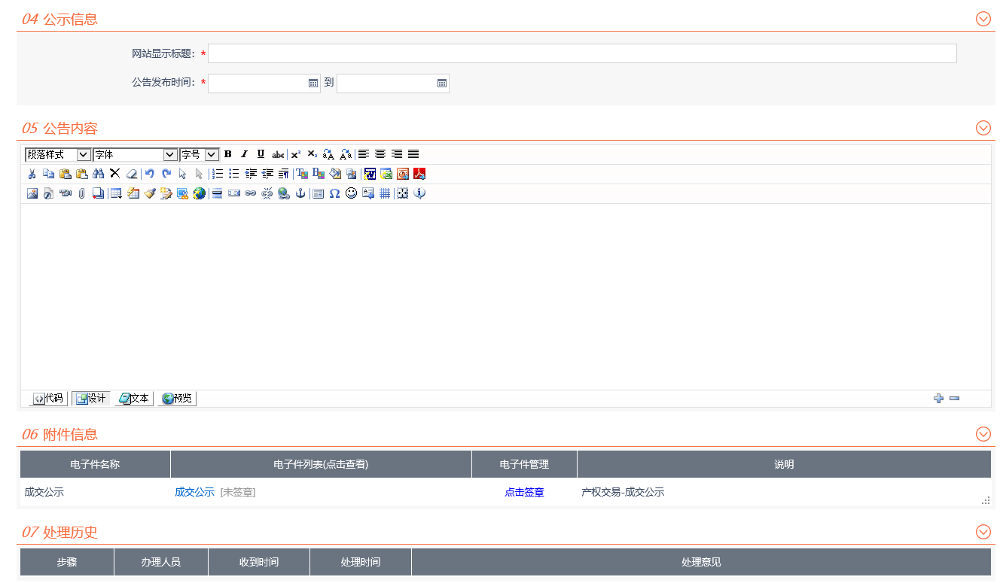 04 公示信息
网站显示标题：*
公告发布时间：* 到
05 公告内容
段落样式 字体 字号 B I U abc x² x₂ aA Aa
代码 设计 文本 预览
06 附件信息
电子件名称 电子件列表(点击查看) 电子件管理 说明
成交公示 成交公示 [未签章] 点击签章 产权交易-成交公示
07 处理历史
步骤 办理人员 收到时间 处理时间 处理意见